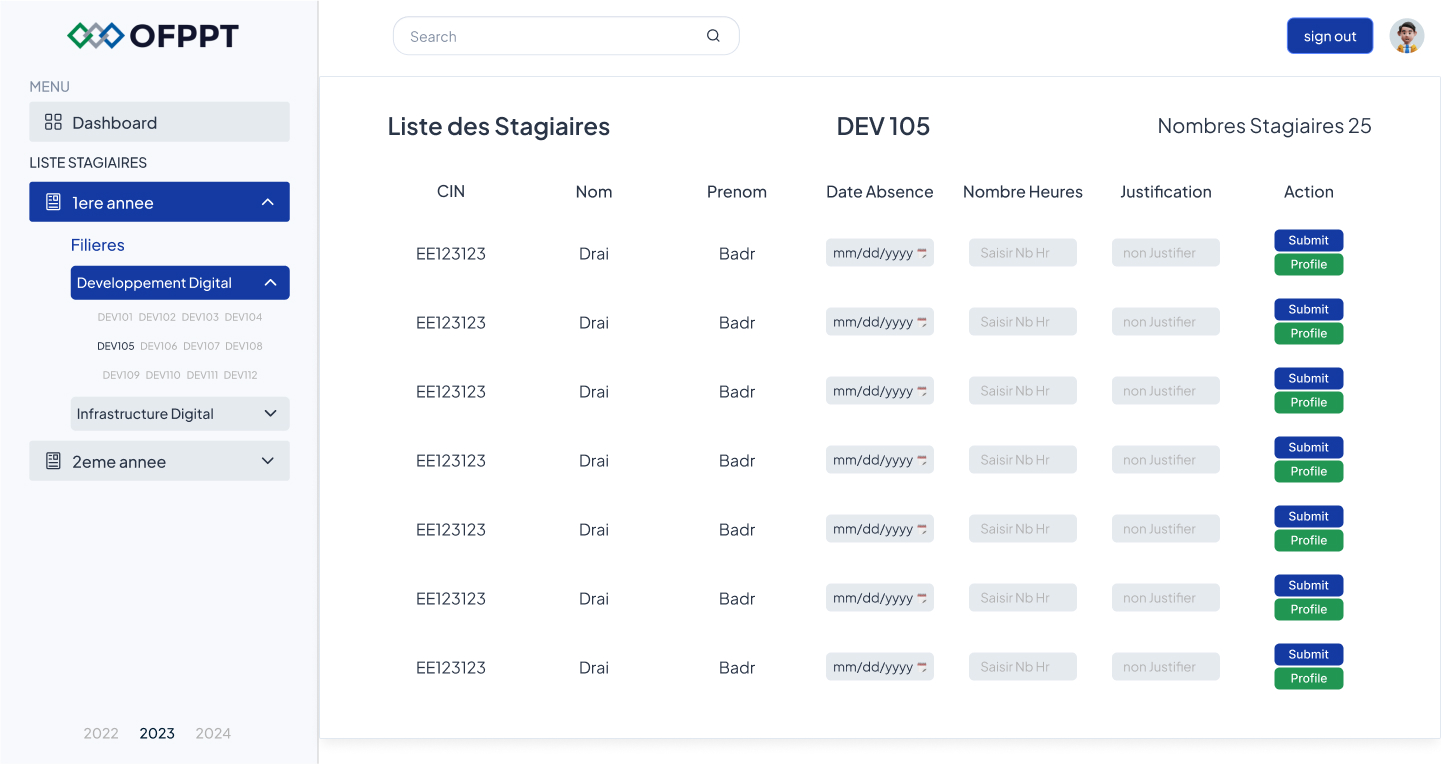 OFPPT
Search
sign out
MENU
Dashboard
LISTE STAGIAIRES
1ere annee
Filieres
Developpement Digital
DEV101 DEV102 DEV103 DEV104
DEV105 DEV106 DEV107 DEV108
DEV109 DEV110 DEV111 DEV112
Infrastructure Digital
2eme annee
2022 2023 2024
Liste des Stagiaires DEV 105 Nombres Stagiaires 25
CIN Nom Prenom Date Absence Nombre Heures Justification Action
EE123123 Drai Badr mm/dd/yyyy Saisir Nb Hr non Justifier Submit
Profile
EE123123 Drai Badr mm/dd/yyyy Saisir Nb Hr non Justifier Submit
Profile
EE123123 Drai Badr mm/dd/yyyy Saisir Nb Hr non Justifier Submit
Profile
EE123123 Drai Badr mm/dd/yyyy Saisir Nb Hr non Justifier Submit
Profile
EE123123 Drai Badr mm/dd/yyyy Saisir Nb Hr non Justifier Submit
Profile
EE123123 Drai Badr mm/dd/yyyy Saisir Nb Hr non Justifier Submit
Profile
EE123123 Drai Badr mm/dd/yyyy Saisir Nb Hr non Justifier Submit
Profile